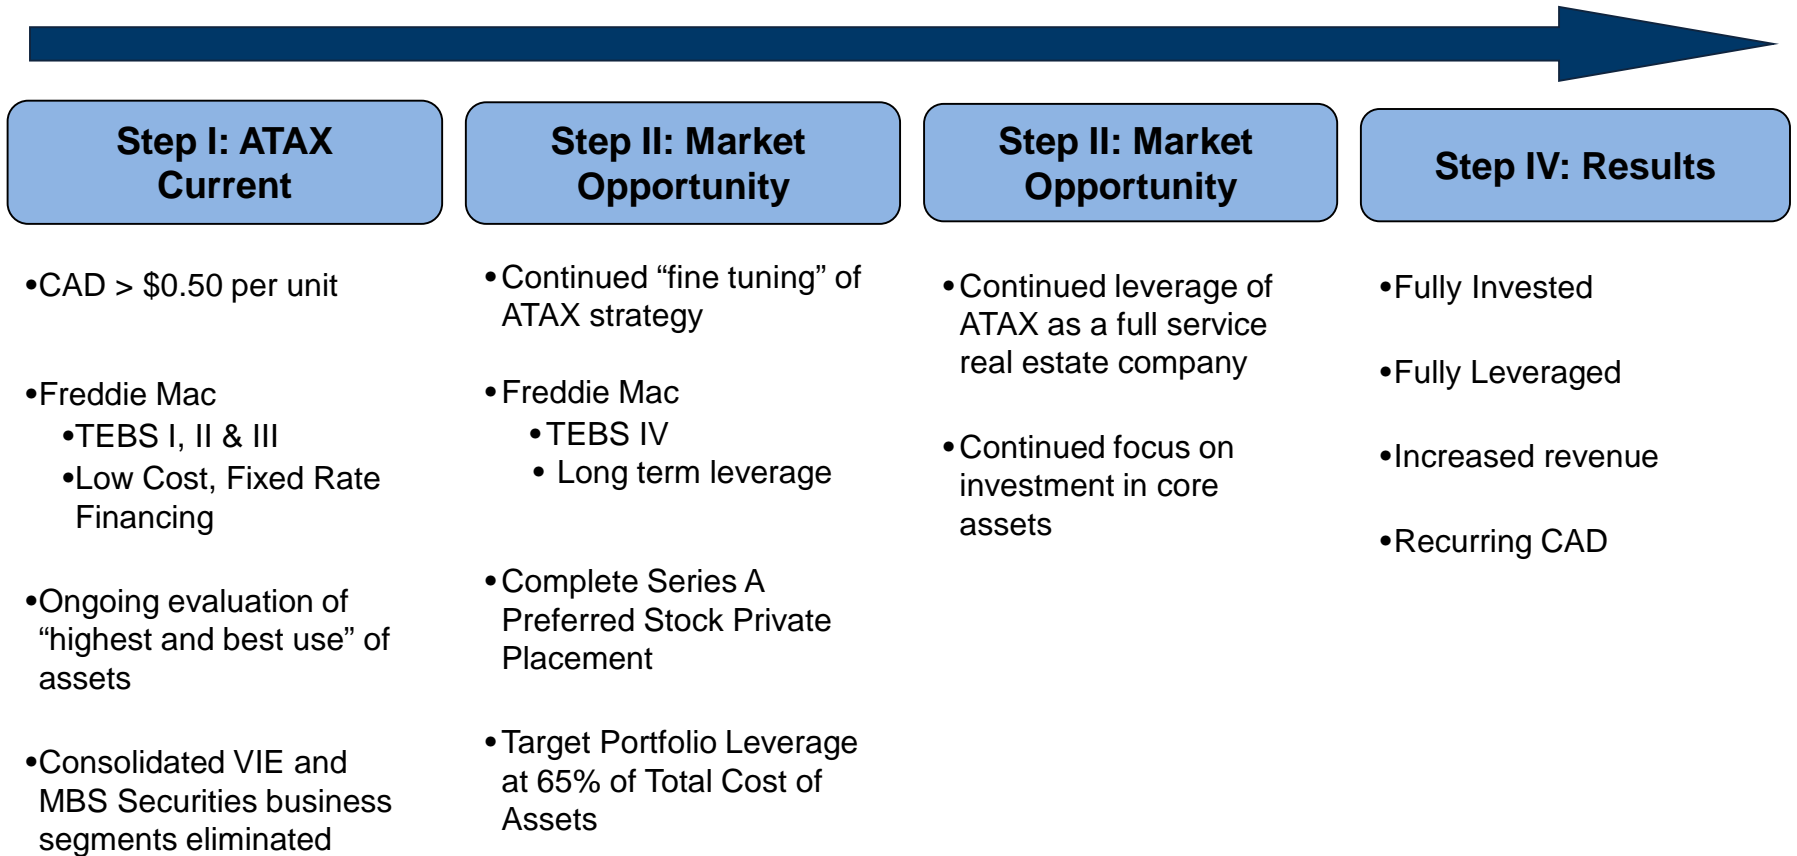 Step I: ATAX
Current
•CAD > $0.50 per unit
•Freddie Mac
•TEBS I, II & III
•Low Cost, Fixed Rate
Financing
•Ongoing evaluation of
“highest and best use” of
assets
•Consolidated VIE and
MBS Securities business
segments eliminated
Step II: Market
Opportunity
•Continued “fine tuning” of
ATAX strategy
•Freddie Mac
•TEBS IV
• Long term leverage
•Complete Series A
Preferred Stock Private
Placement
•Target Portfolio Leverage
at 65% of Total Cost of
Assets
Step II: Market
Opportunity
•Continued leverage of
ATAX as a full service
real estate company
•Continued focus on
investment in core
assets
Step IV: Results
•Fully Invested
•Fully Leveraged
•Increased revenue
•Recurring CAD